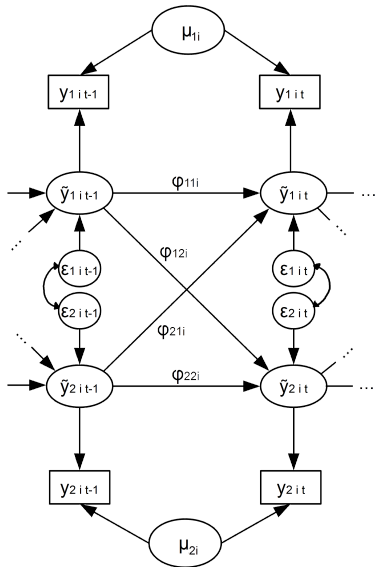 μ1i
y1 i t-1 y1 i t
ỹ1 i t-1 φ11i ỹ1 i t ...
... φ12i ...
ε1 i t-1 ε1 i t
ε2 i t-1 ε2 i t
... φ21i ...
ỹ2 i t-1 φ22i ỹ2 i t ...
y2 i t-1 y2 i t
μ2i